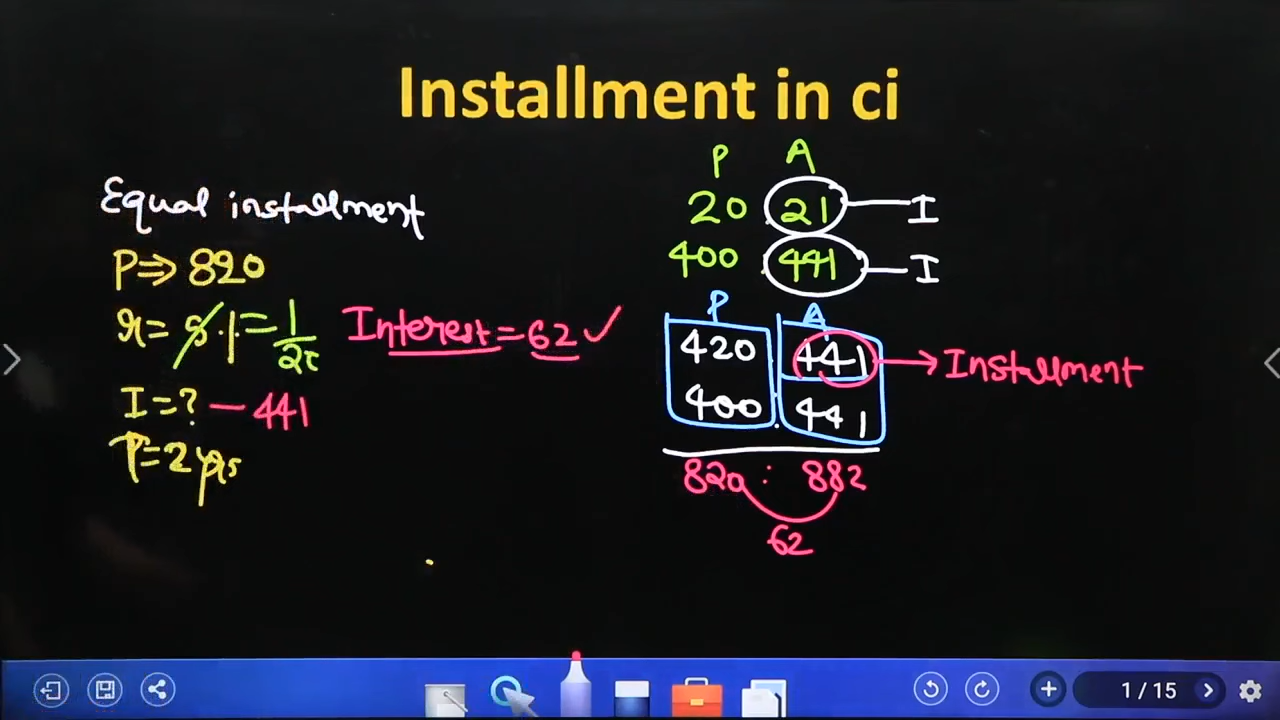 Installment in ci
Equal installment
P⇒ 820
r= 5% = 1/20
Interest = 62 ✓
I = ? — 441
T=2 yrs
P A
20 21 — I
400 : 441 — I
P A
420 441 → Installment
400 : 441
820 : 882
62
1 / 15